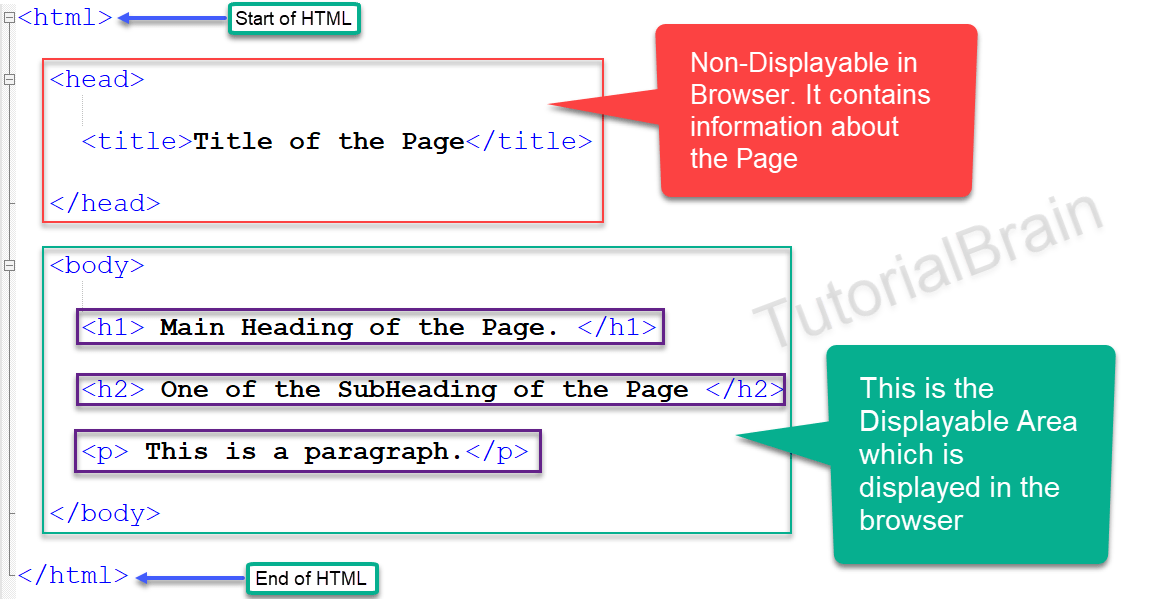 <html>
Start of HTML
<head>
<title>Title of the Page</title>
</head>
Non-Displayable in
Browser. It contains
information about
the Page
TutorialBrain
<body>
<h1> Main Heading of the Page. </h1>
<h2> One of the SubHeading of the Page </h2>
<p> This is a paragraph.</p>
</body>
This is the
Displayable Area
which is
displayed in the
browser
</html>
End of HTML